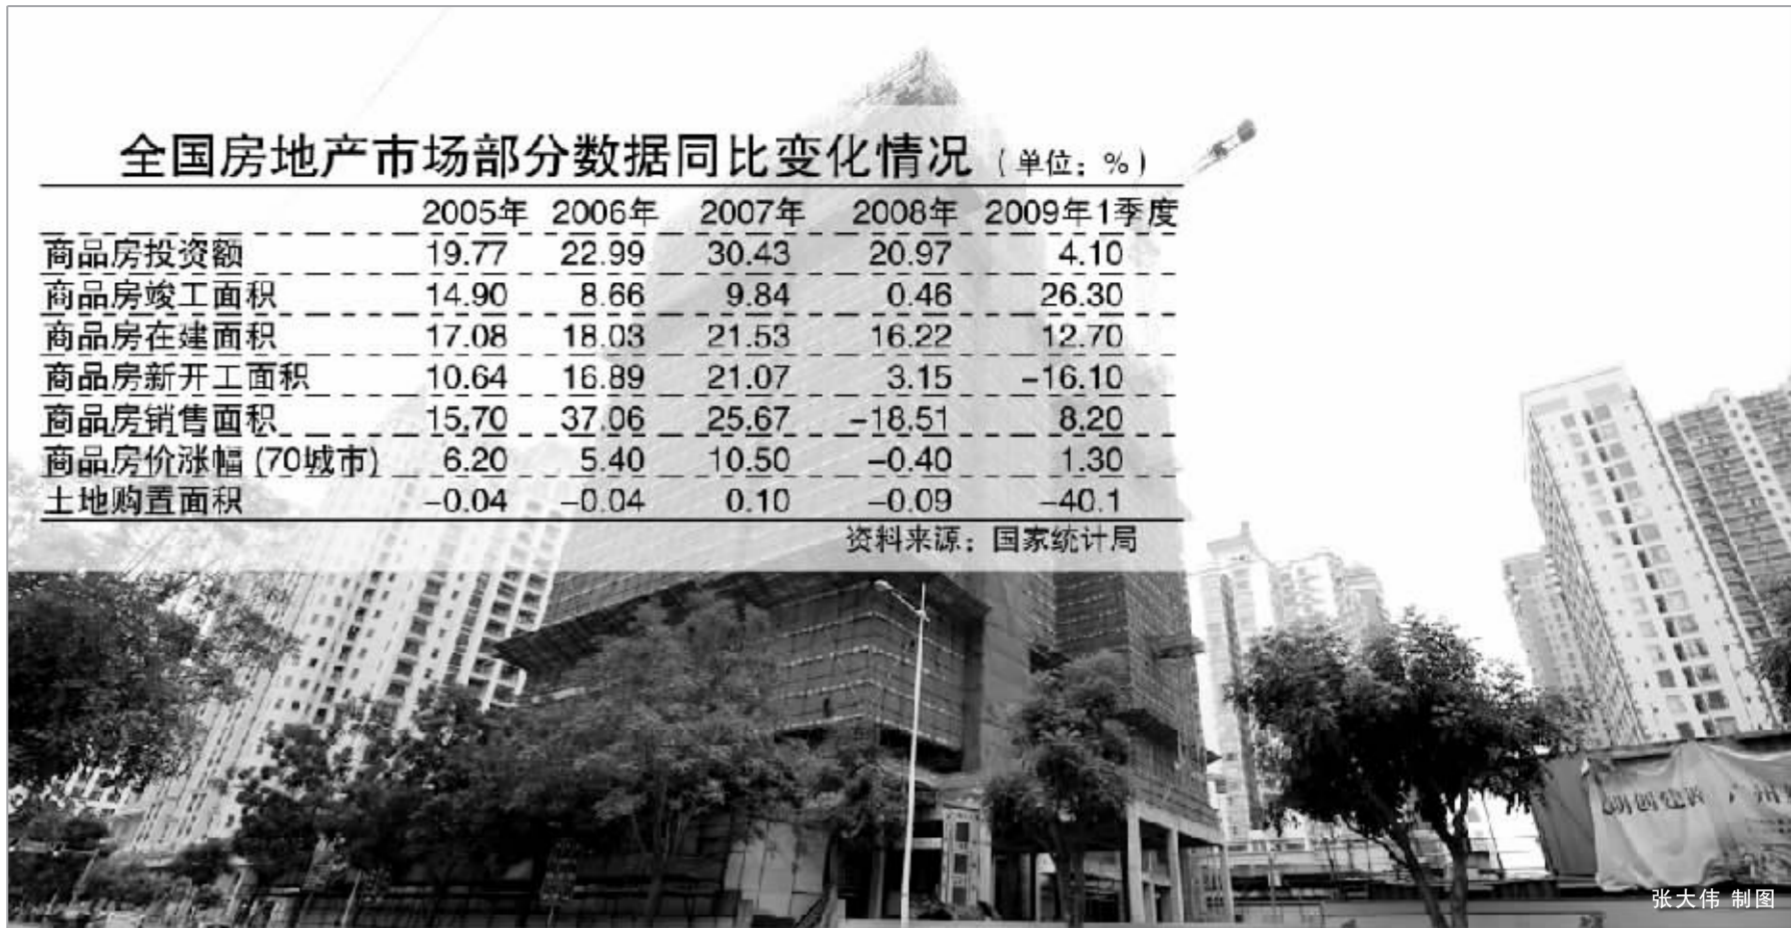 全国房地产市场部分数据同比变化情况（单位：%）
2005年 2006年 2007年 2008年 2009年1季度
商品房投资额 19.77 22.99 30.43 20.97 4.10
商品房竣工面积 14.90 8.66 9.84 0.46 26.30
商品房在建面积 17.08 18.03 21.53 16.22 12.70
商品房新开工面积 10.64 16.89 21.07 3.15 -16.10
商品房销售面积 15.70 37.06 25.67 -18.51 8.20
商品房价涨幅 (70城市) 6.20 5.40 10.50 -0.40 1.30
土地购置面积 -0.04 -0.04 0.10 -0.09 -40.1
资料来源：国家统计局
张大伟 制图